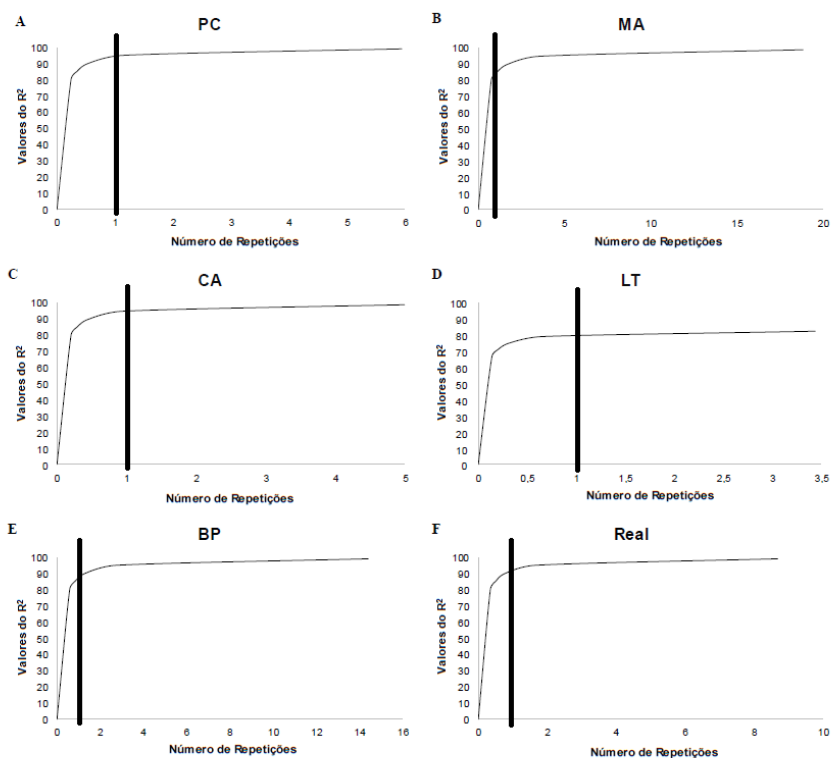 A
PC
Valores do R²
100
90
80
70
60
50
40
30
20
10
0
0 1 2 3 4 5 6
Número de Repetições
B
MA
Valores do R²
100
90
80
70
60
50
40
30
20
10
0
0 5 10 15 20
Número de Repetições
C
CA
Valores do R²
100
90
80
70
60
50
40
30
20
10
0
0 1 2 3 4 5
Número de Repetições
D
LT
Valores do R²
100
90
80
70
60
50
40
30
20
10
0
0 0,5 1 1,5 2 2,5 3 3,5
Número de Repetições
E
BP
Valores do R²
100
90
80
70
60
50
40
30
20
10
0
0 2 4 6 8 10 12 14 16
Número de Repetições
F
Real
Valores do R²
100
90
80
70
60
50
40
30
20
10
0
0 2 4 6 8 10
Número de Repetições